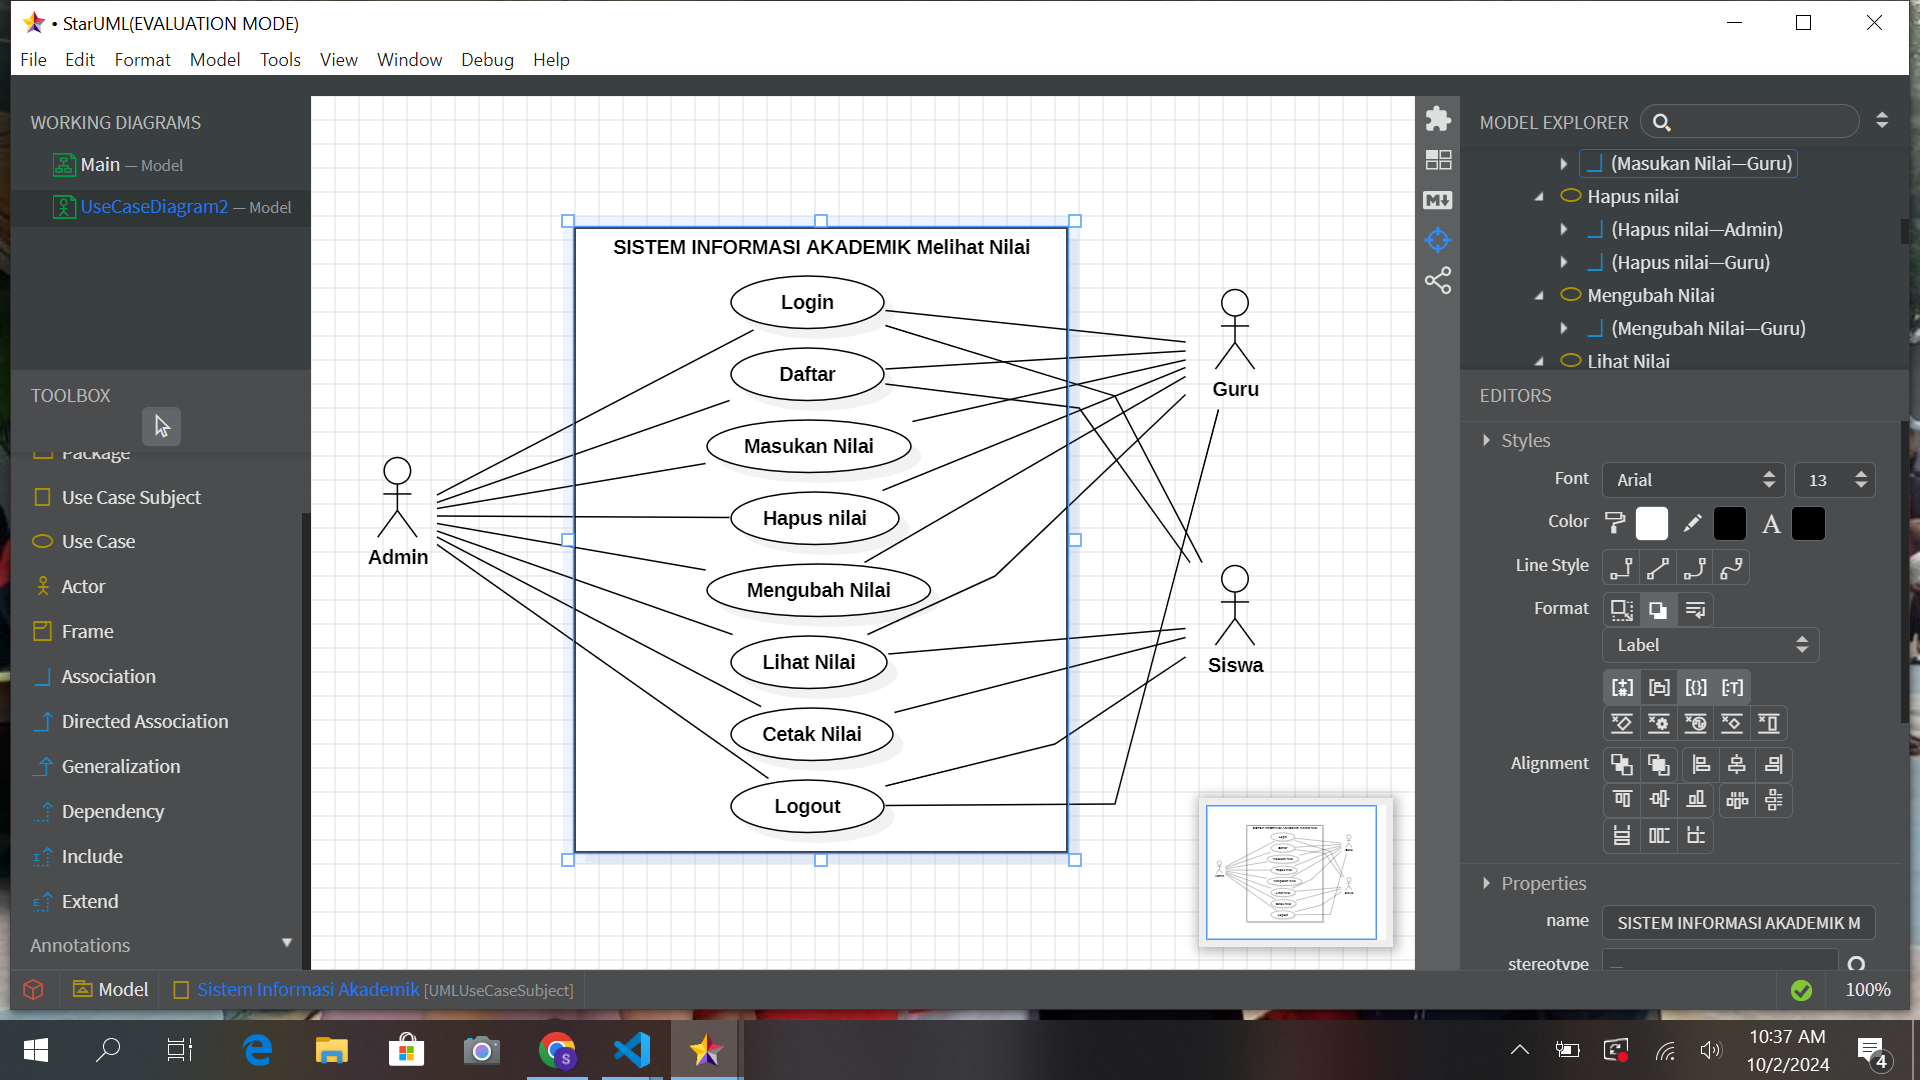 • StarUML(EVALUATION MODE)
File Edit Format Model Tools View Window Debug Help
WORKING DIAGRAMS
Main — Model
UseCaseDiagram2 — Model
TOOLBOX
Package
Use Case Subject
Use Case
Actor
Frame
Association
Directed Association
Generalization
Dependency
Include
Extend
Annotations
SISTEM INFORMASI AKADEMIK Melihat Nilai
Login
Daftar
Masukan Nilai
Hapus nilai
Mengubah Nilai
Lihat Nilai
Cetak Nilai
Logout
Admin
Guru
Siswa
MODEL EXPLORER
(Masukan Nilai—Guru)
Hapus nilai
(Hapus nilai—Admin)
(Hapus nilai—Guru)
Mengubah Nilai
(Mengubah Nilai—Guru)
Lihat Nilai
EDITORS
Styles
Font Arial 13
Color
Line Style
Format
Label
Alignment
Properties
name SISTEM INFORMASI AKADEMIK M
stereotype —
Model Sistem Informasi Akademik [UMLUseCaseSubject] 100%
10:37 AM
10/2/2024
4